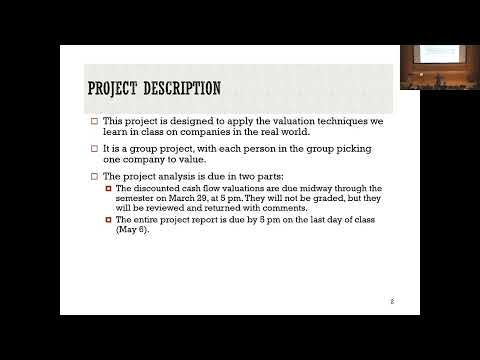 PROJECT DESCRIPTION
This project is designed to apply the valuation techniques we
learn in class on companies in the real world.
It is a group project, with each person in the group picking
one company to value.
The project analysis is due in two parts:
The discounted cash flow valuations are due midway through the
semester on March 29, at 5 pm. They will not be graded, but they
will be reviewed and returned with comments.
The entire project report is due by 5 pm on the last day of class
(May 6).